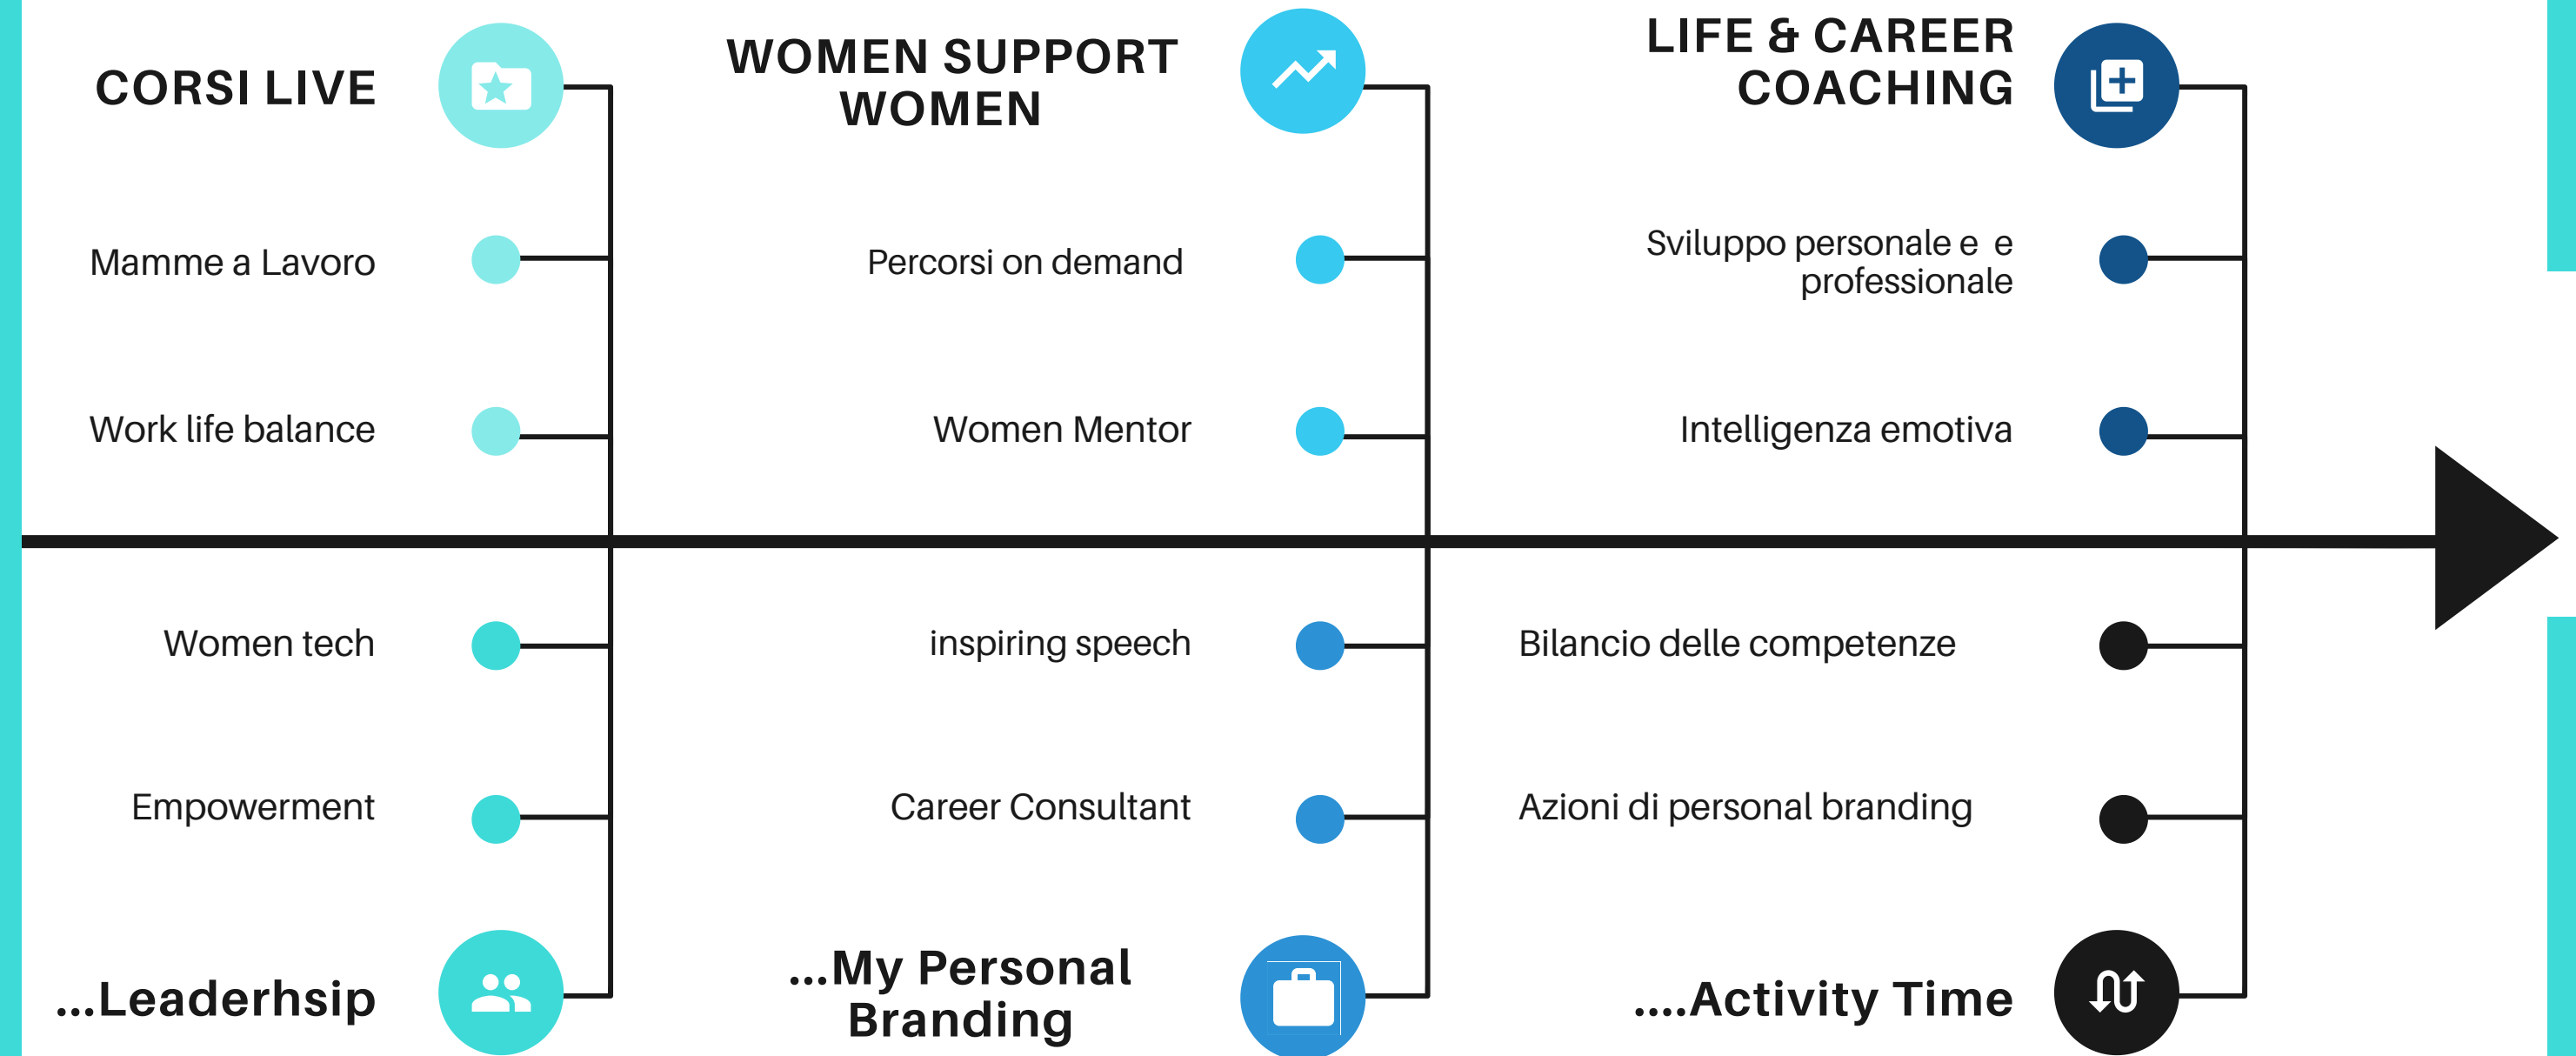 CORSI LIVE
Mamme a Lavoro
Work life balance
Women tech
Empowerment
...Leaderhsip
WOMEN SUPPORT
WOMEN
Percorsi on demand
Women Mentor
inspiring speech
Career Consultant
...My Personal
Branding
LIFE & CAREER
COACHING
Sviluppo personale e  e
professionale
Intelligenza emotiva
Bilancio delle competenze
Azioni di personal branding
....Activity Time